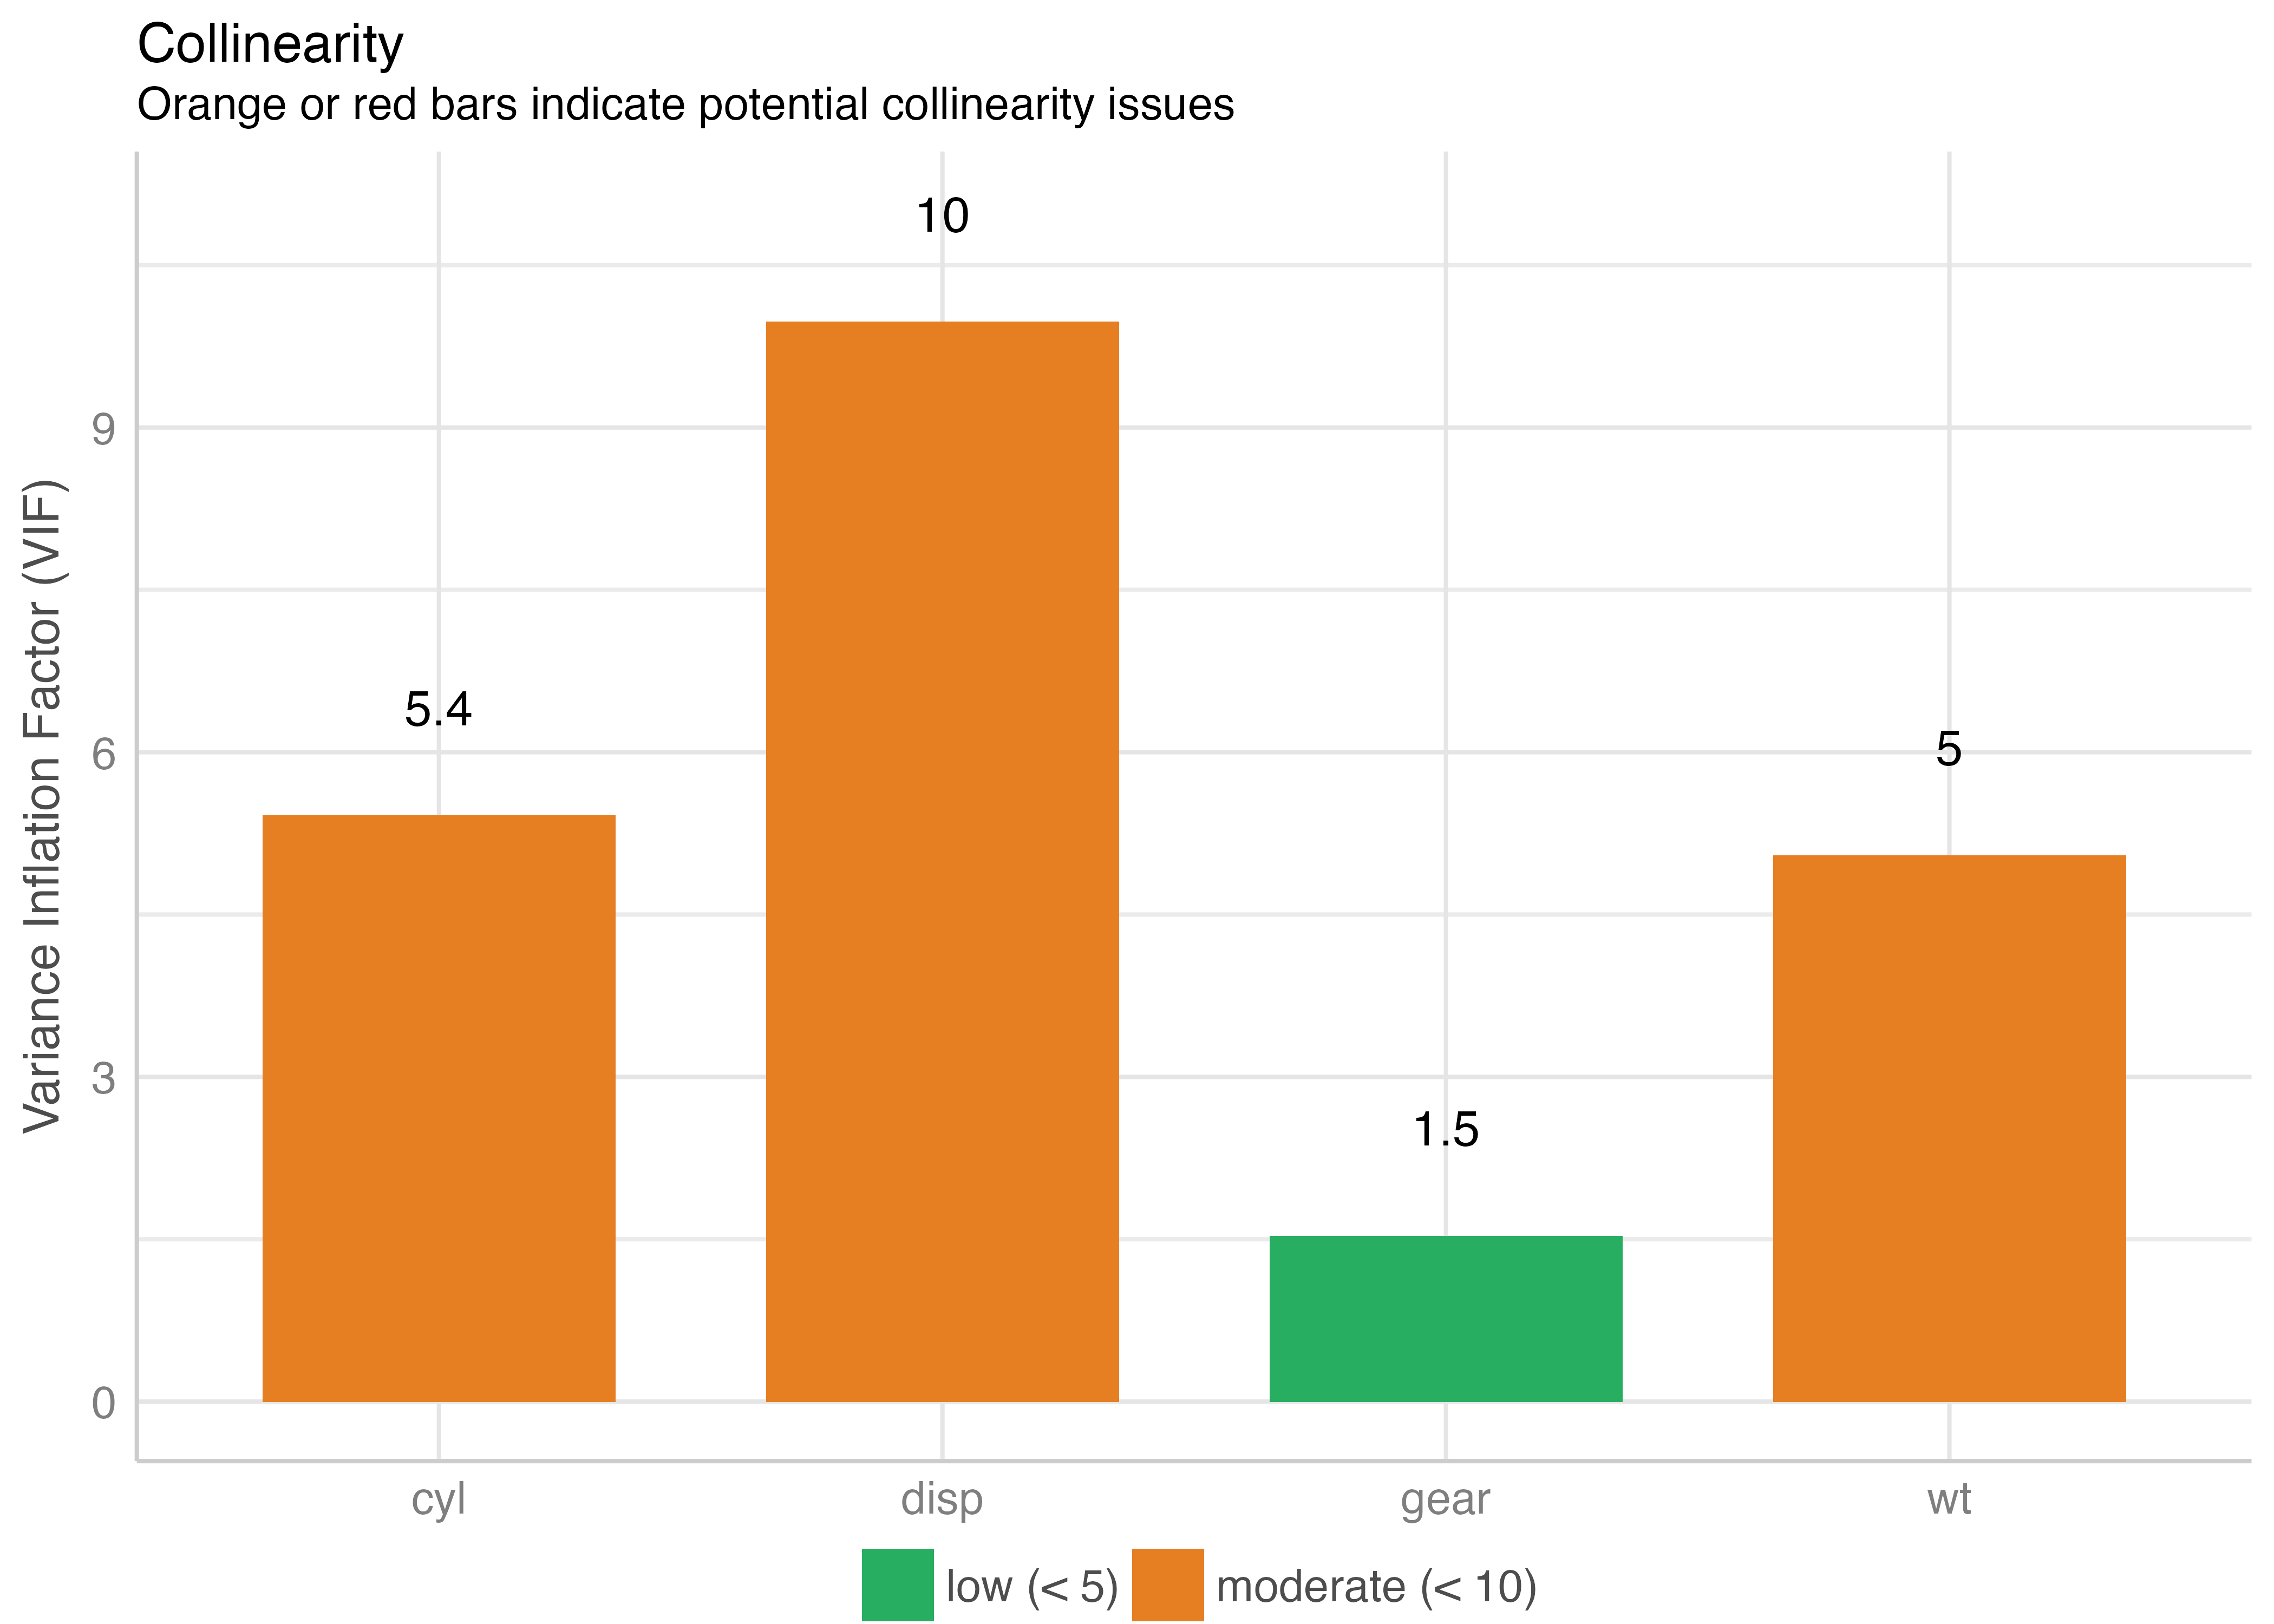 Collinearity
Orange or red bars indicate potential collinearity issues
Variance Inflation Factor (VIF)
10
9
5.4
6
5
3
1.5
0
cyl disp gear wt
low (< 5) moderate (< 10)